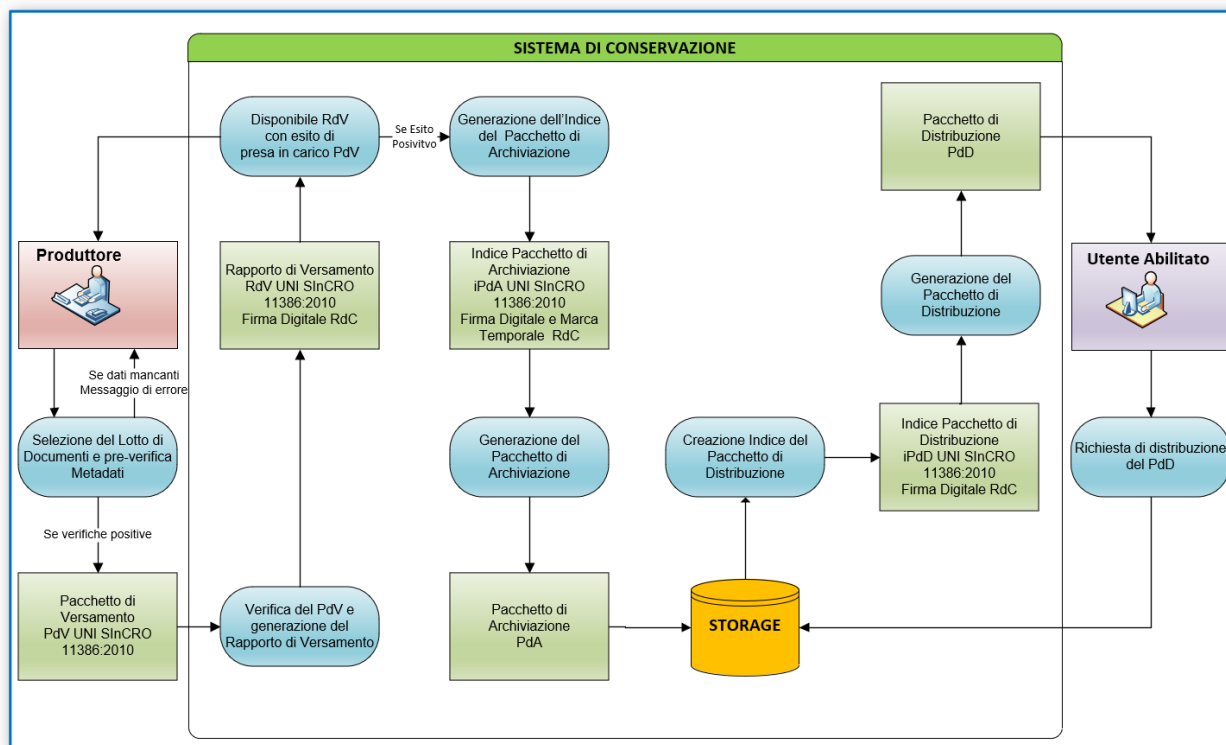 SISTEMA DI CONSERVAZIONE
Disponibile RdV
con esito di
presa in carico PdV
Se Esito
Posivitvo
Generazione dell'Indice
del Pacchetto di
Archiviazione
Pacchetto di
Distribuzione
PdD
Produttore
Rapporto di Versamento
RdV UNI SInCRO
11386:2010
Firma Digitale RdC
Indice Pacchetto di
Archiviazione
iPdA UNI SInCRO
11386:2010
Firma Digitale e Marca
Temporale RdC
Generazione del
Pacchetto di
Distribuzione
Utente Abilitato
Se dati mancanti
Messaggio di errore
Selezione del Lotto di
Documenti e pre-verifica
Metadati
Generazione del
Pacchetto di
Archiviazione
Creazione Indice del
Pacchetto di
Distribuzione
Indice Pacchetto di
Distribuzione
iPdD UNI SInCRO
11386:2010
Firma Digitale RdC
Richiesta di distribuzione
del PdD
Se verifiche positive
Pacchetto di
Versamento
PdV UNI SInCRO
11386:2010
Verifica del PdV e
generazione del
Rapporto di Versamento
Pacchetto di
Archiviazione
PdA
STORAGE